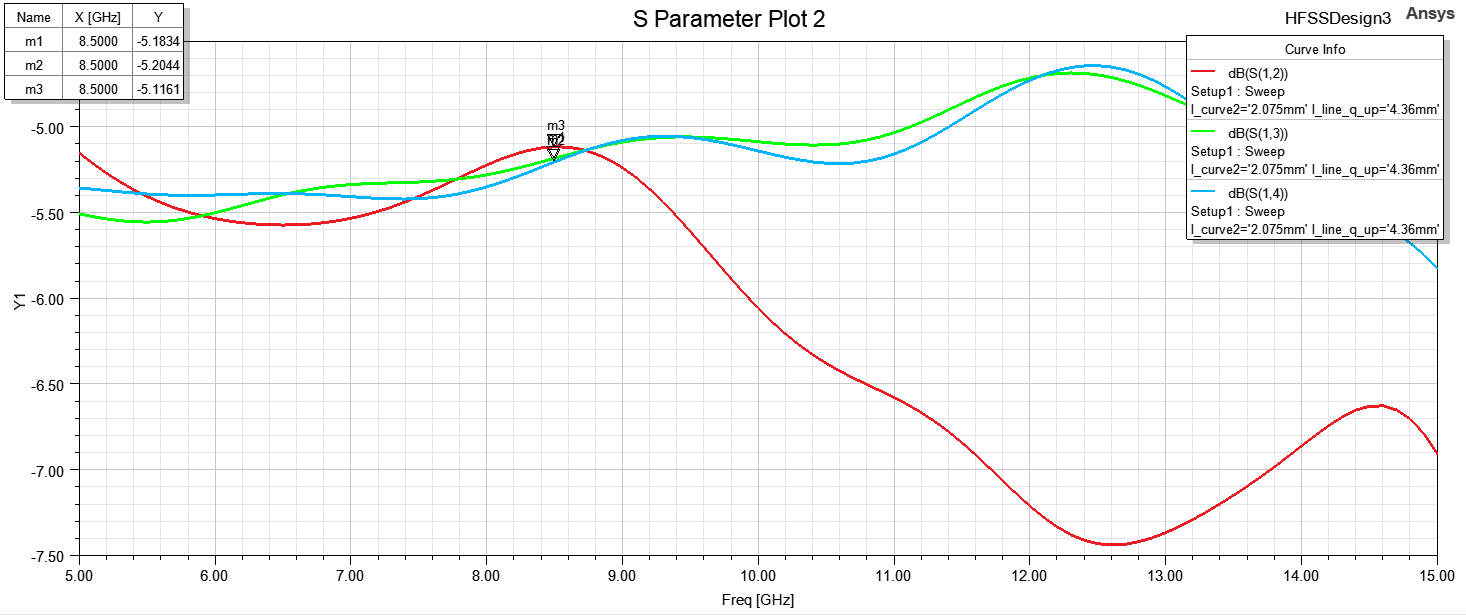 S Parameter Plot 2
HFSSDesign3
Ansys
Name X [GHz] Y
m1 8.5000 -5.1834
m2 8.5000 -5.2044
m3 8.5000 -5.1161
Curve Info
dB(S(1,2))
Setup1 : Sweep
l_curve2='2.075mm' l_line_q_up='4.36mm'
dB(S(1,3))
Setup1 : Sweep
l_curve2='2.075mm' l_line_q_up='4.36mm'
dB(S(1,4))
Setup1 : Sweep
l_curve2='2.075mm' l_line_q_up='4.36mm'
m3
-5.00
-5.50
-6.00
-6.50
-7.00
-7.50
Y1
5.00 6.00 7.00 8.00 9.00 10.00 11.00 12.00 13.00 14.00 15.00
Freq [GHz]